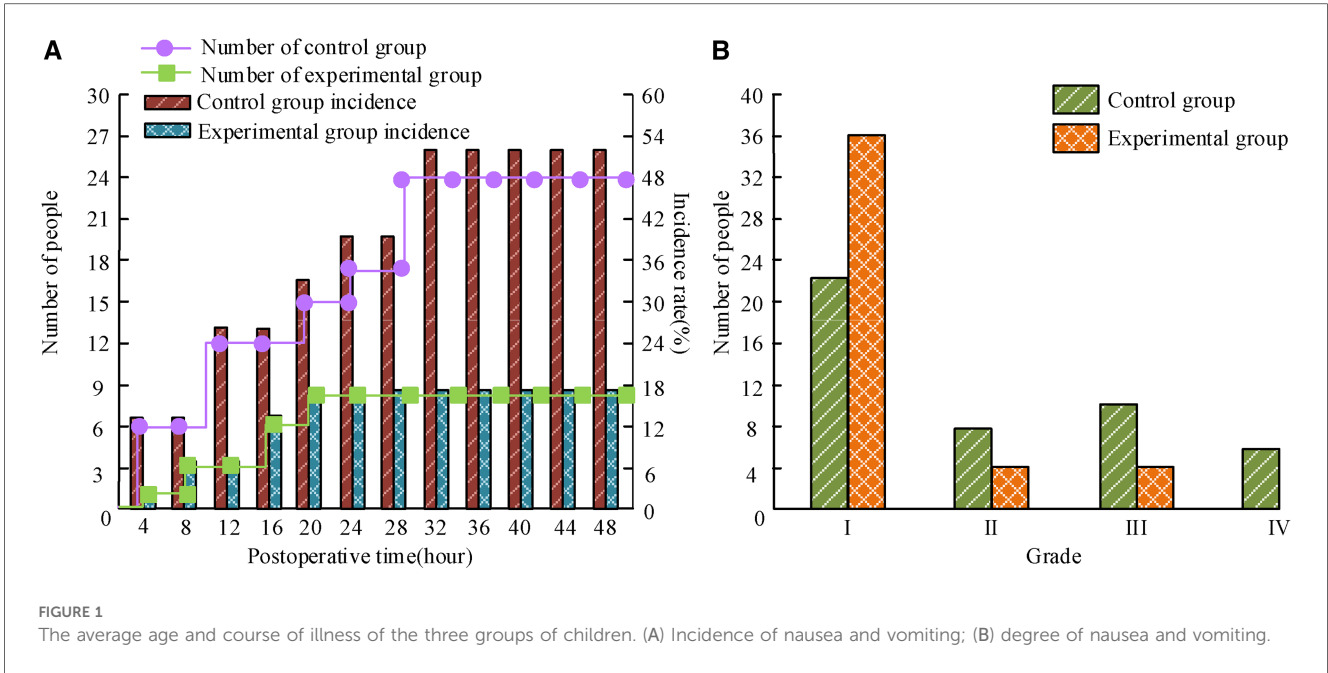 A
Number of control group
Number of experimental group
Control group incidence
Experimental group incidence
Number of people
30
27
24
21
18
15
12
9
6
3
0
60
54
48
42
36
30
24
18
12
6
0
Incidence rate(%)
4 8 12 16 20 24 28 32 36 40 44 48
Postoperative time(hour)
B
Control group
Experimental group
Number of people
40
36
32
28
24
20
16
12
8
4
0
I II III IV
Grade
FIGURE 1
The average age and course of illness of the three groups of children. (A) Incidence of nausea and vomiting; (B) degree of nausea and vomiting.